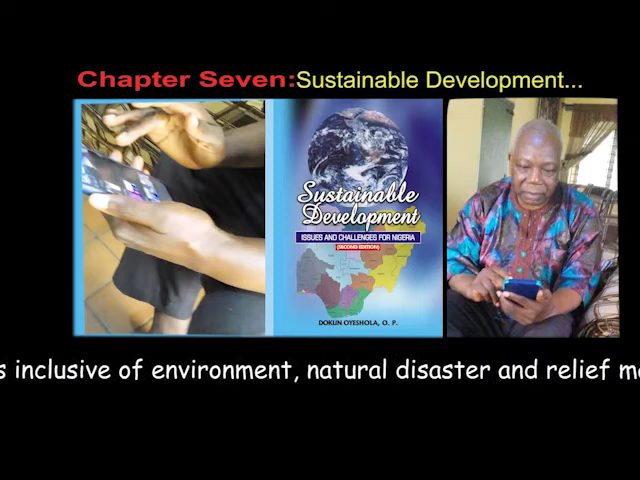 Chapter Seven:Sustainable Development...
Sustainable
Development
ISSUES AND CHALLENGES FOR NIGERIA
(SECOND EDITION)
DOKUN OYESHOLA, O. P.
s inclusive of environment, natural disaster and relief m